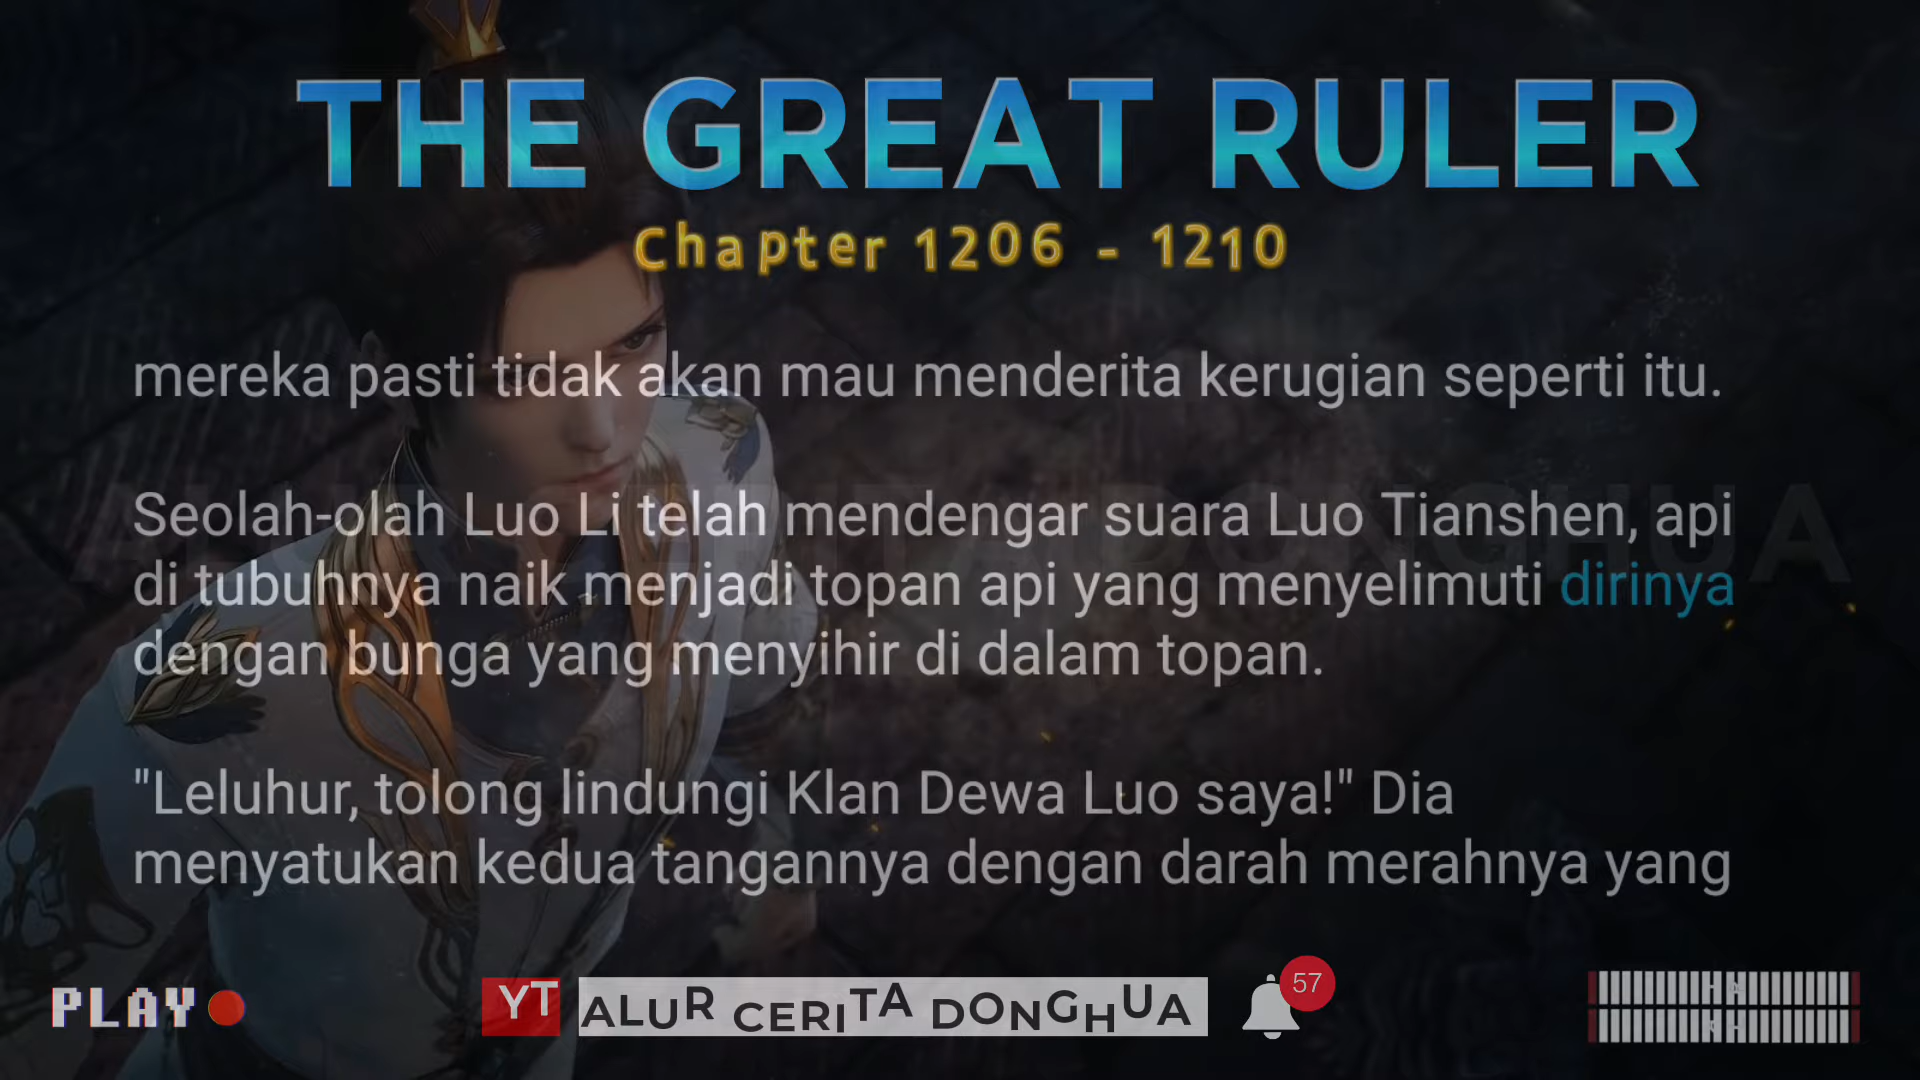 THE GREAT RULER
Chapter 1206 - 1210
mereka pasti tidak akan mau menderita kerugian seperti itu.
Seolah-olah Luo Li telah mendengar suara Luo Tianshen, api
di tubuhnya naik menjadi topan api yang menyelimuti dirinya
dengan bunga yang menyihir di dalam topan.
"Leluhur, tolong lindungi Klan Dewa Luo saya!" Dia
menyatukan kedua tangannya dengan darah merahnya yang
PLAY
YT ALUR CERITA DONGHUA
57